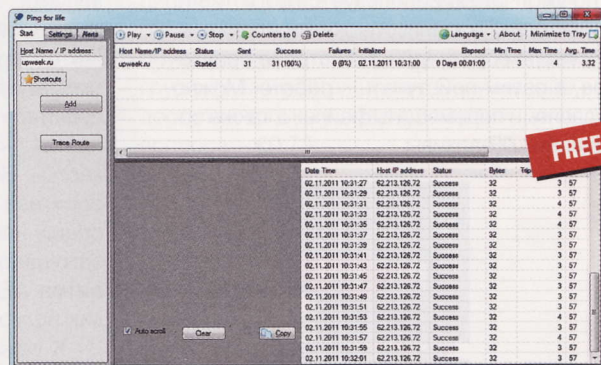 Ping for life
Start Settings Alerts
Play Pause Stop Counters to 0 Delete Language About Minimize to Tray
Host Name / IP address:
upweek.ru
Shortcuts
Add
Trace Route
Host Name/IP address Status Sent Success Failures Initialized Elapsed Min Time Max Time Avg. Time
upweek.ru Started 31 31 (100%) 0 (0%) 02.11.2011 10:31:00 0 Days 00:01:00 3 4 3,32
FREE
Date Time Host IP address Status Bytes
02.11.2011 10:31:27 62.213.126.72 Success 32 3 57
02.11.2011 10:31:29 62.213.126.72 Success 32 3 57
02.11.2011 10:31:31 62.213.126.72 Success 32 4 57
02.11.2011 10:31:33 62.213.126.72 Success 32 4 57
02.11.2011 10:31:35 62.213.126.72 Success 32 4 57
02.11.2011 10:31:37 62.213.126.72 Success 32 3 57
02.11.2011 10:31:39 62.213.126.72 Success 32 3 57
02.11.2011 10:31:41 62.213.126.72 Success 32 3 57
02.11.2011 10:31:43 62.213.126.72 Success 32 3 57
02.11.2011 10:31:45 62.213.126.72 Success 32 3 57
02.11.2011 10:31:47 62.213.126.72 Success 32 3 57
02.11.2011 10:31:49 62.213.126.72 Success 32 3 57
02.11.2011 10:31:51 62.213.126.72 Success 32 3 57
02.11.2011 10:31:53 62.213.126.72 Success 32 4 57
02.11.2011 10:31:55 62.213.126.72 Success 32 3 57
02.11.2011 10:31:57 62.213.126.72 Success 32 4 57
02.11.2011 10:31:59 62.213.126.72 Success 32 3 57
02.11.2011 10:32:01 62.213.126.72 Success 32 3 57
Auto scroll
Clear
Copy